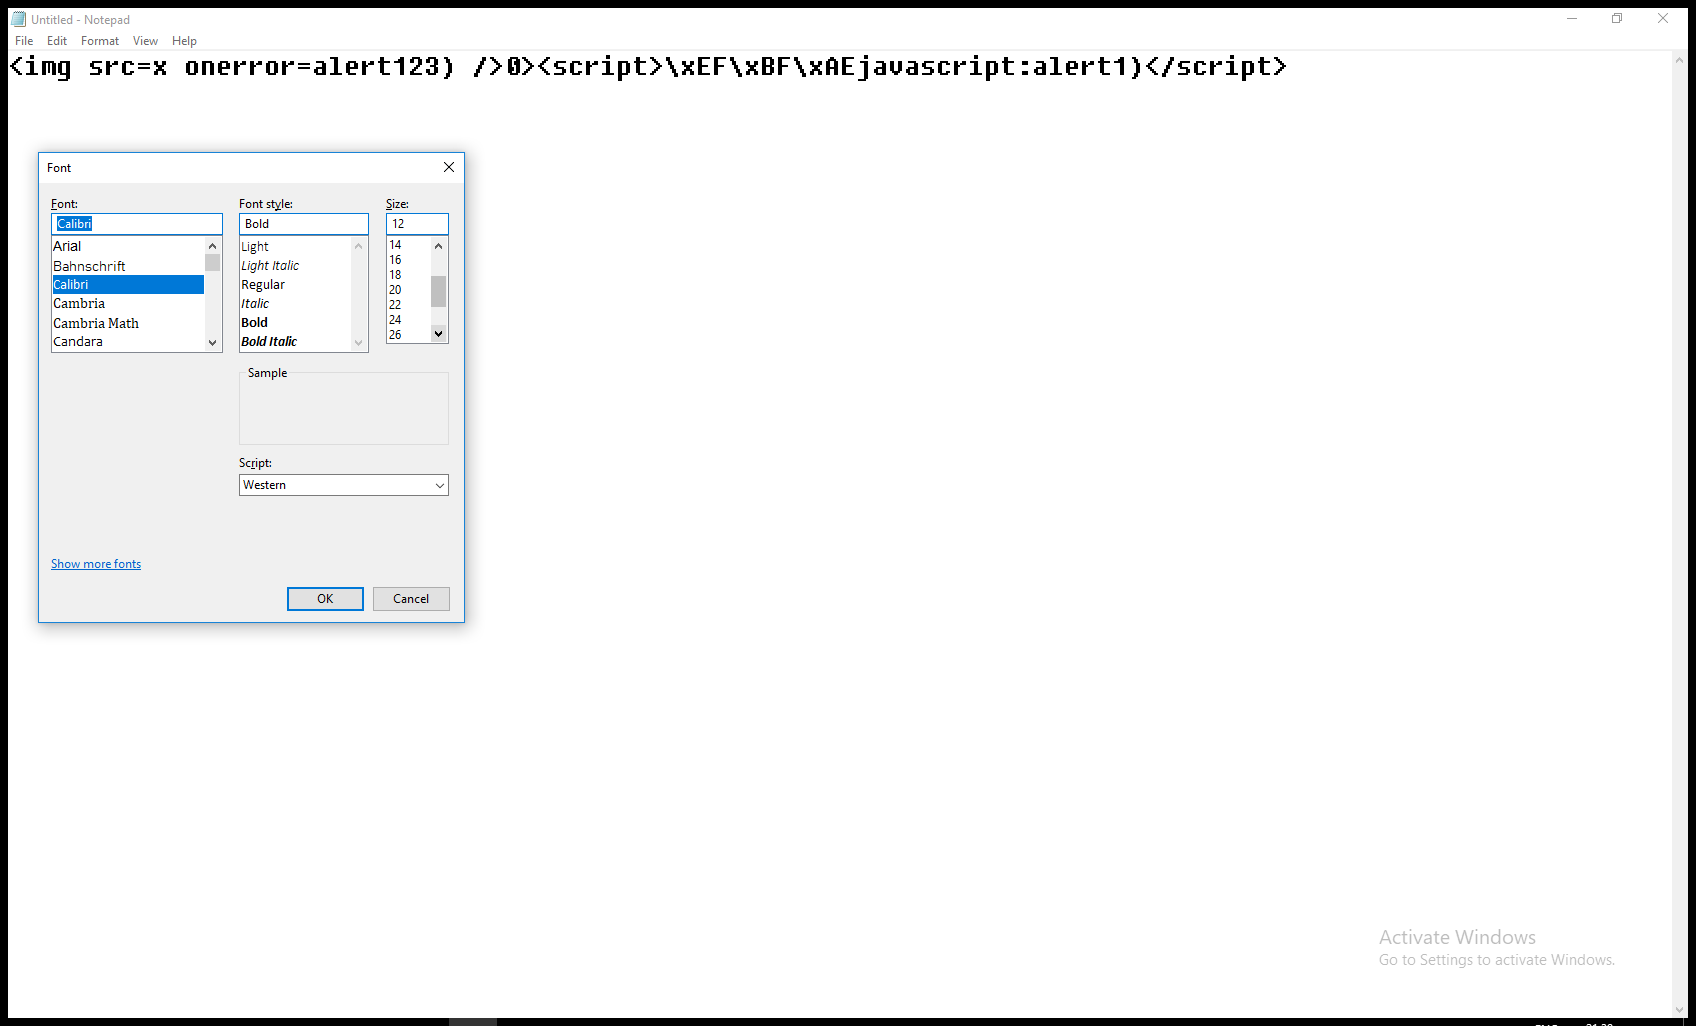 Untitled - Notepad
File Edit Format View Help
<img src=x onerror=alert123) />0><script>\xEF\xBF\xAEjavascript:alert1)</script>
Font
Font: Font style: Size:
Calibri Bold 12
Arial
Bahnschrift
Calibri
Cambria
Cambria Math
Candara
Light
Light Italic
Regular
Italic
Bold
Bold Italic
14
16
18
20
22
24
26
Sample
Script:
Western
Show more fonts
OK Cancel
Activate Windows
Go to Settings to activate Windows.